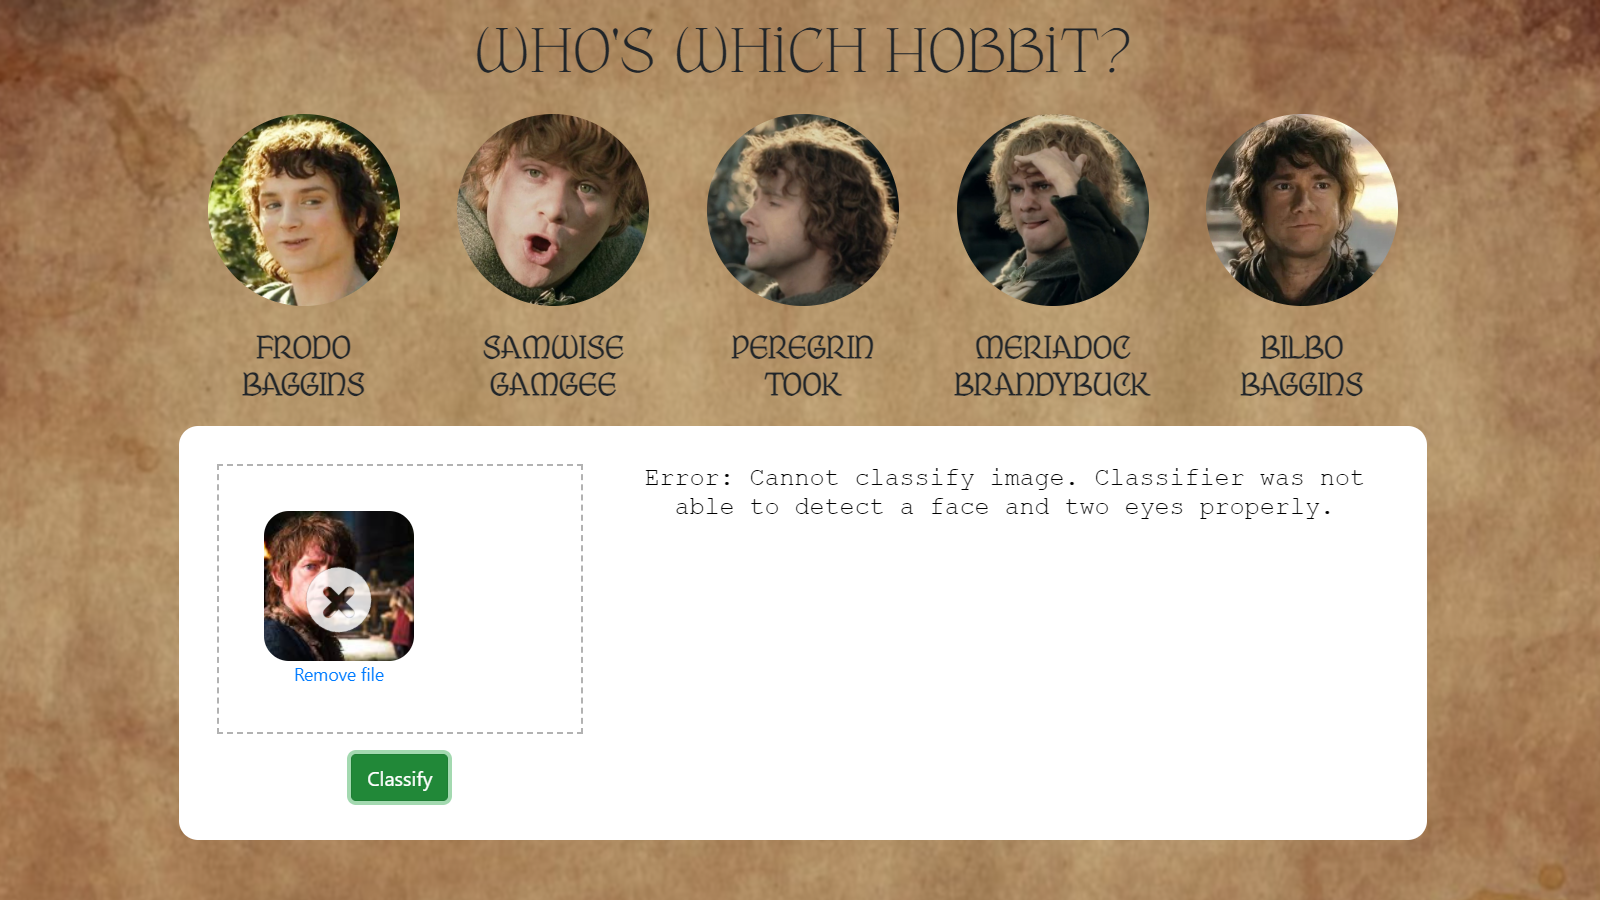 WHO'S WHICH HOBBIT?
FRODO
BAGGINS
SAMWISE
GAMGEE
PEREGRIN
TOOK
MERIADOC
BRANDYBUCK
BILBO
BAGGINS
Error: Cannot classify image. Classifier was not
able to detect a face and two eyes properly.
Remove file
Classify